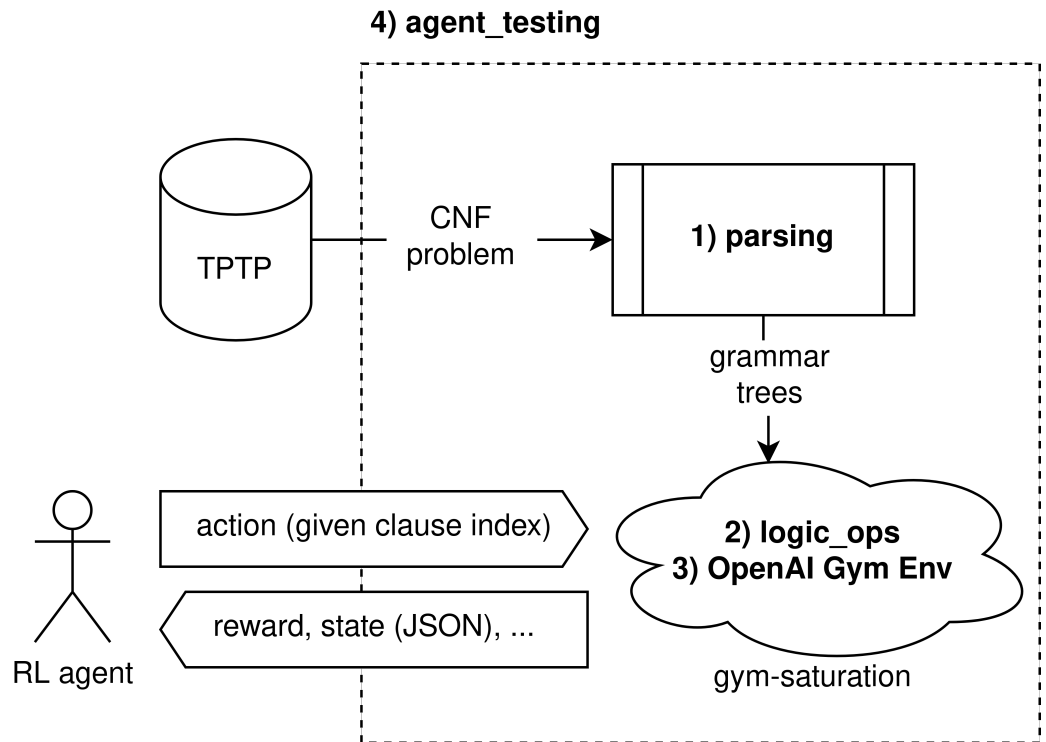 4) agent_testing
CNF
problem
1) parsing
TPTP
grammar
trees
action (given clause index)
2) logic_ops
3) OpenAI Gym Env
reward, state (JSON), ...
RL agent
gym-saturation